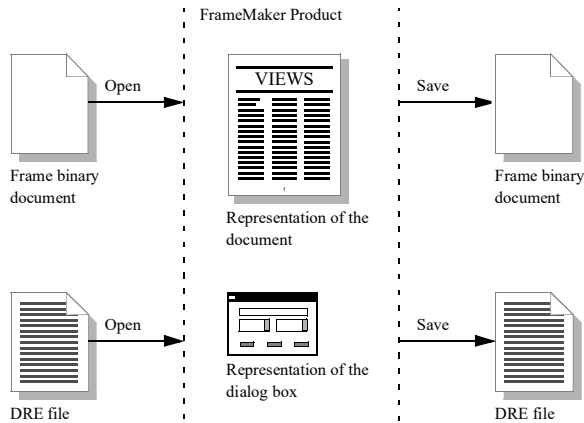 FrameMaker Product
Open
VIEWS
Save
Frame binary
document
Representation of the
document
Frame binary
document
Open
Save
Representation of the
dialog box
DRE file
DRE file